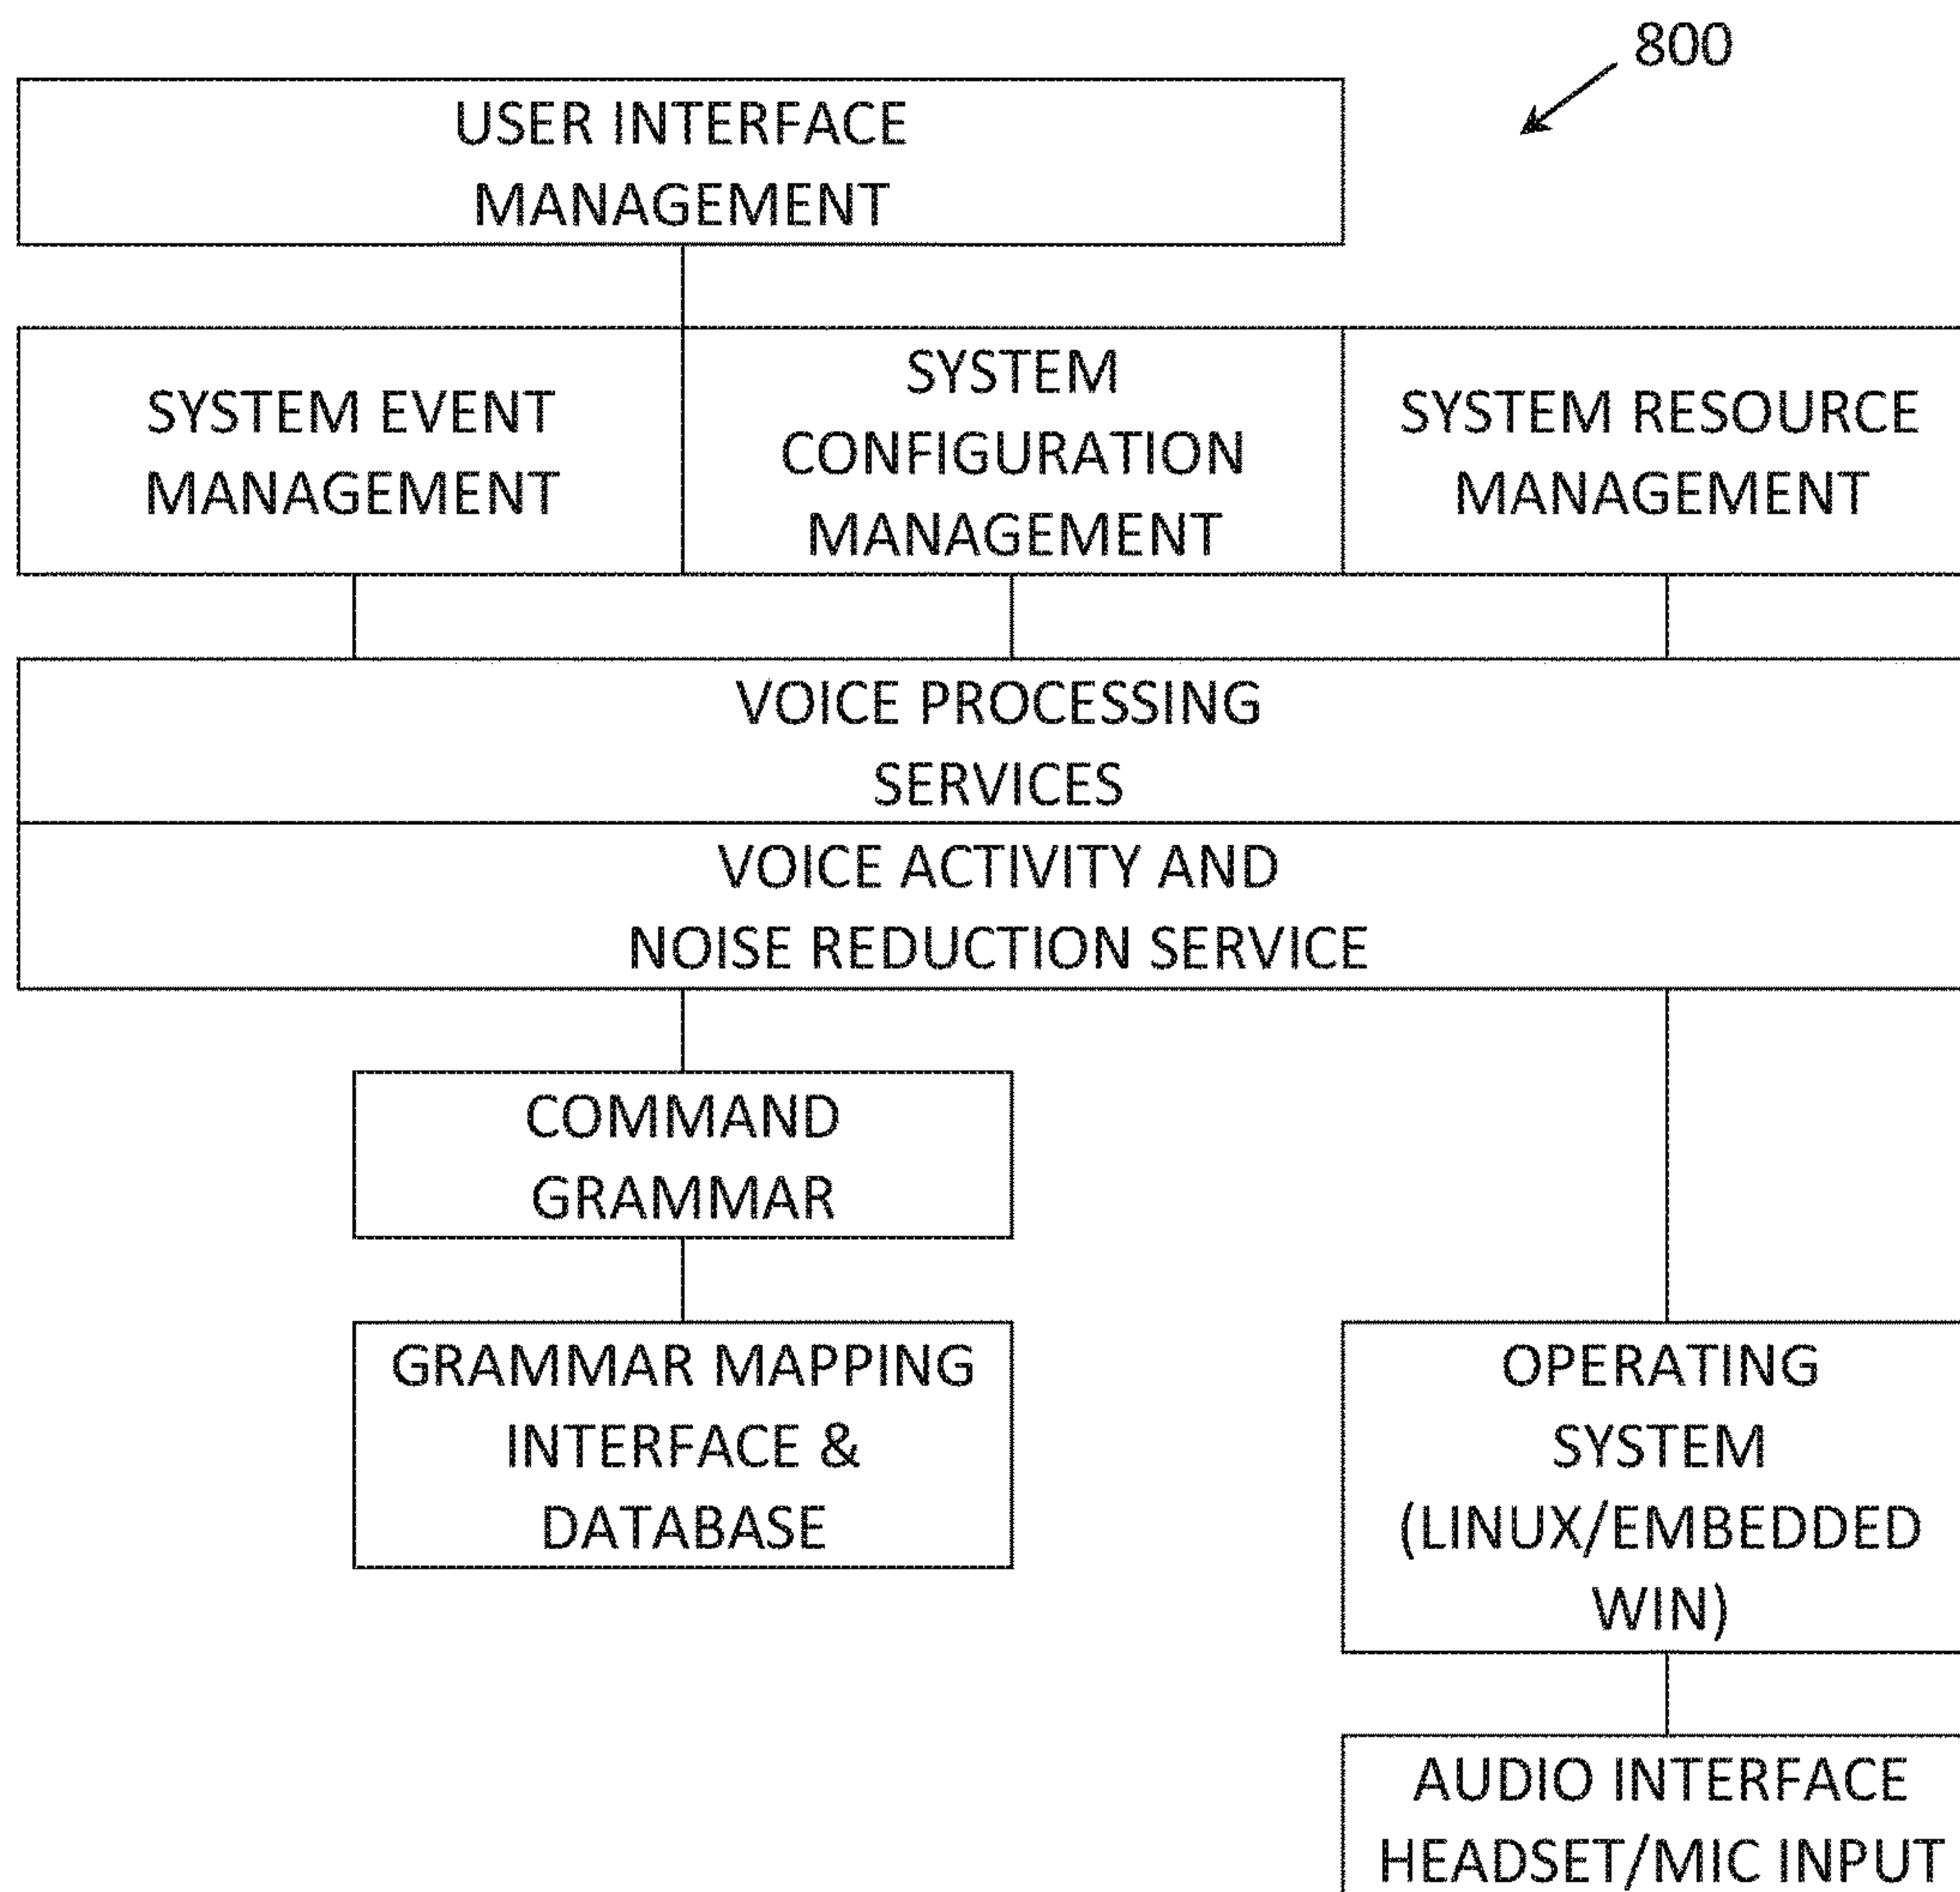 800
USER INTERFACE
MANAGEMENT
SYSTEM EVENT
MANAGEMENT
SYSTEM
CONFIGURATION
MANAGEMENT
SYSTEM RESOURCE
MANAGEMENT
VOICE PROCESSING
SERVICES
VOICE ACTIVITY AND
NOISE REDUCTION SERVICE
COMMAND
GRAMMAR
GRAMMAR MAPPING
INTERFACE &
DATABASE
OPERATING
SYSTEM
(LINUX/EMBEDDED
WIN)
AUDIO INTERFACE
HEADSET/MIC INPUT